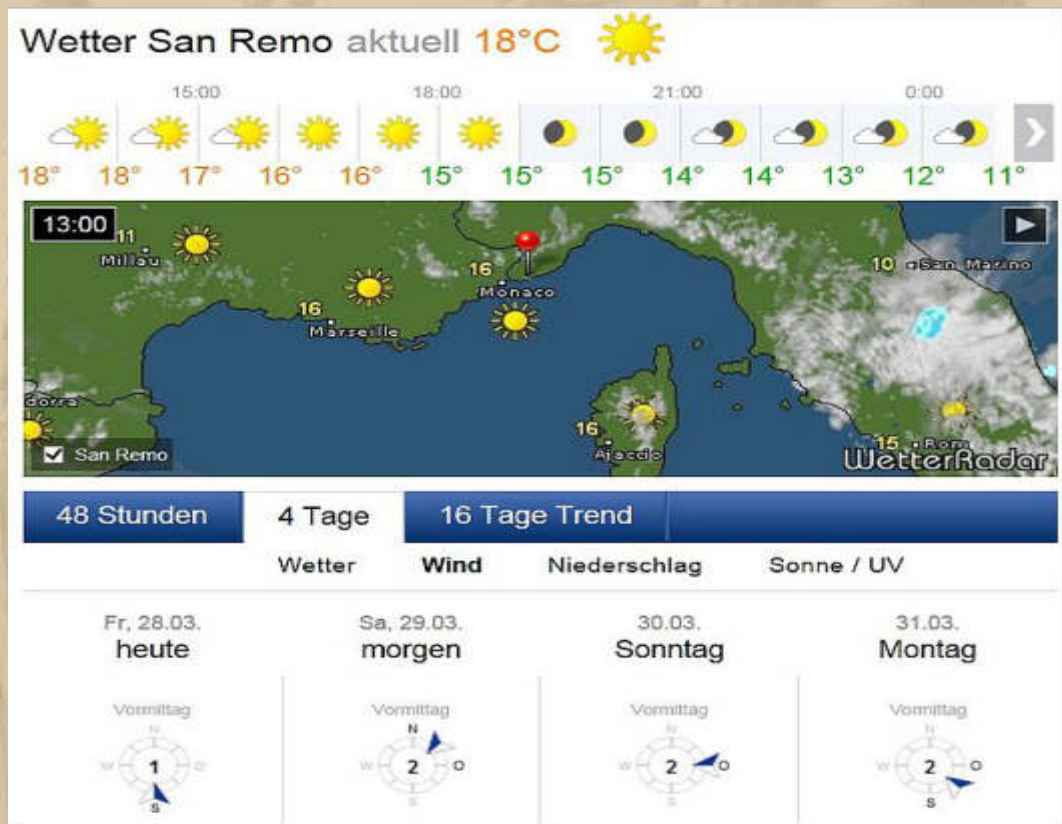 Wetter San Remo aktuell 18°C
15:00 18:00 21:00 0:00
18° 18° 17° 16° 16° 15° 15° 15° 14° 14° 13° 12° 11°
13:00
11
Millau
10 San Marino
16
Monaco
16
Marseille
dorra
16
Ajaccio
15 Rom
San Remo
WetterRadar
48 Stunden 4 Tage 16 Tage Trend
Wetter Wind Niederschlag Sonne / UV
Fr, 28.03. Sa, 29.03. 30.03. 31.03.
heute morgen Sonntag Montag
Vormittag Vormittag Vormittag Vormittag
N N N N
W 1 O W 2 O W 2 O W 2 O
S S S S